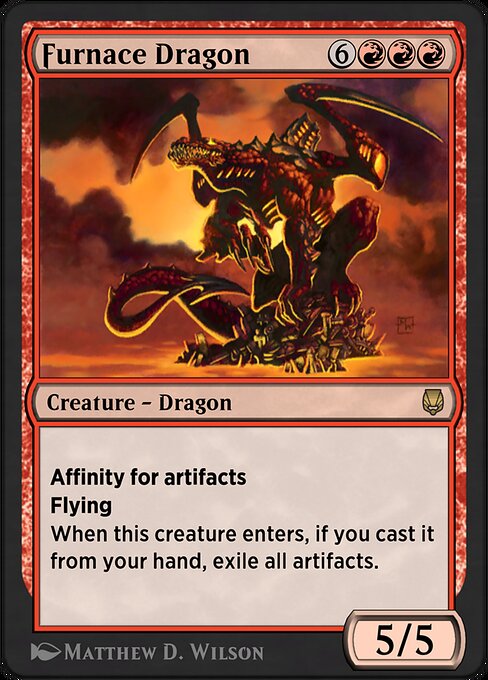 Furnace Dragon 6
Creature – Dragon
Affinity for artifacts
Flying
When this creature enters, if you cast it
from your hand, exile all artifacts.
5/5
Matthew D. Wilson